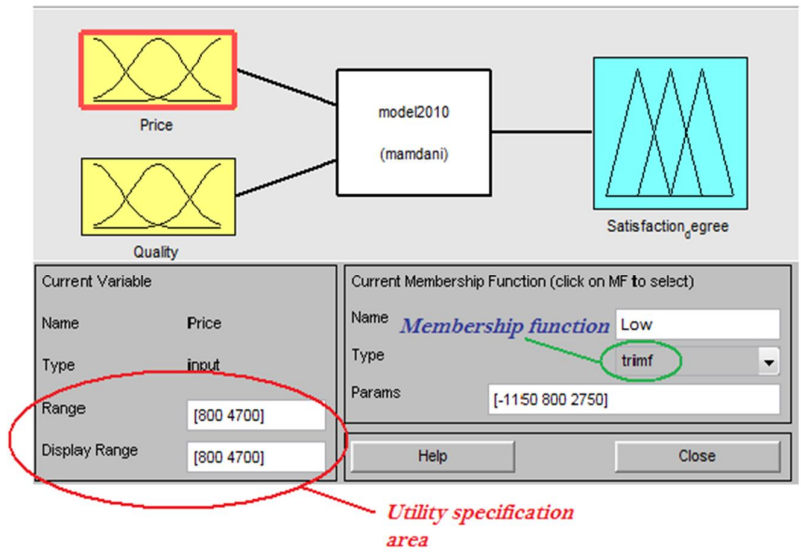 Price
Quality
model2010
(mamdani)
Satisfaction_degree
Current Variable
Name Price
Type input
Range [800 4700]
Display Range [800 4700]
Current Membership Function (click on MF to select)
Name Membership function Low
Type trimf
Params [-1150 800 2750]
Help Close
Utility specification
area